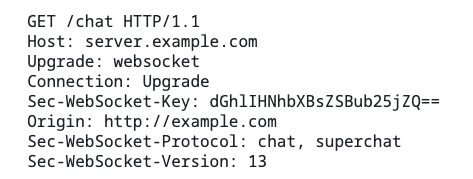 GET /chat HTTP/1.1
Host: server.example.com
Upgrade: websocket
Connection: Upgrade
Sec-WebSocket-Key: dGhlIHNhbXBsZSBub25jZQ==
Origin: http://example.com
Sec-WebSocket-Protocol: chat, superchat
Sec-WebSocket-Version: 13